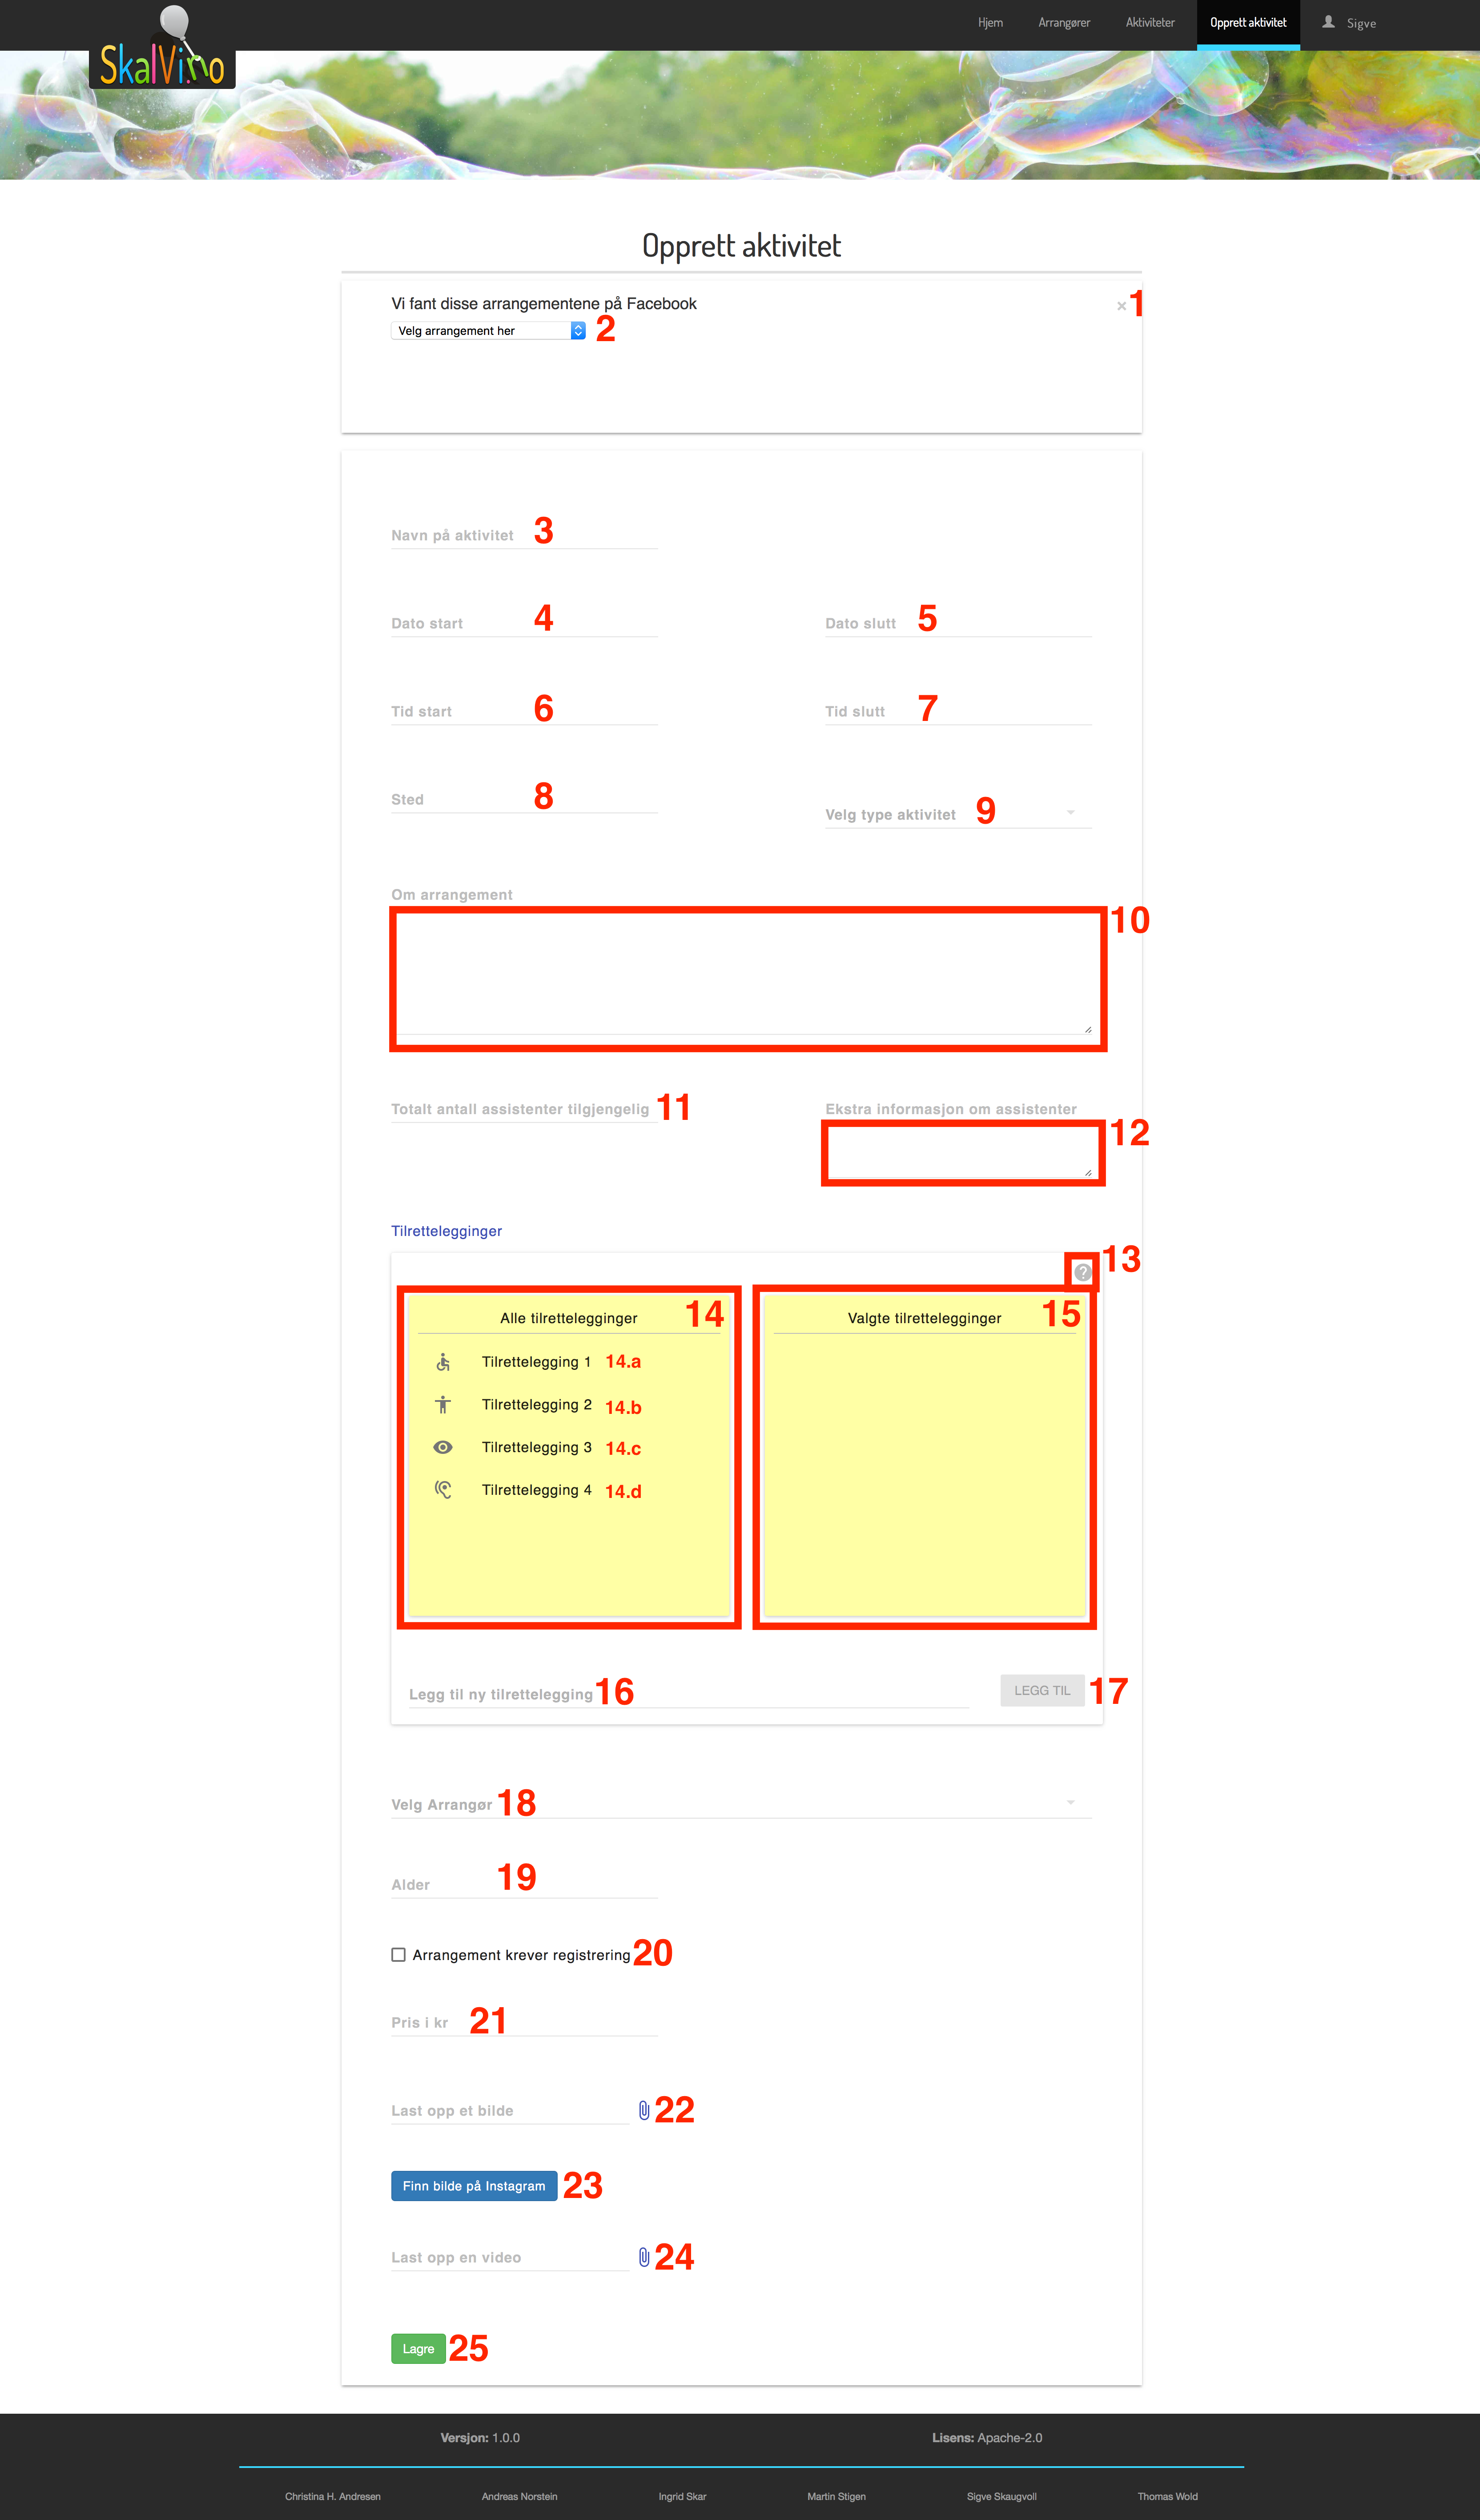 SkalVi.no
Hjem Arrangører Aktiviteter Opprett aktivitet Sigve
Opprett aktivitet
Vi fant disse arrangementene på Facebook × 1
Velg arrangement her 2
Navn på aktivitet 3
Dato start 4 Dato slutt 5
Tid start 6 Tid slutt 7
Sted 8 Velg type aktivitet 9
Om arrangement
10
Totalt antall assistenter tilgjengelig 11 Ekstra informasjon om assistenter
12
Tilrettelegginger
? 13
Alle tilrettelegginger 14 Valgte tilrettelegginger 15
Tilrettelegging 1 14.a
Tilrettelegging 2 14.b
Tilrettelegging 3 14.c
Tilrettelegging 4 14.d
Legg til ny tilrettelegging 16 LEGG TIL 17
Velg Arrangør 18
Alder 19
Arrangement krever registrering 20
Pris i kr 21
Last opp et bilde 22
Finn bilde på Instagram 23
Last opp en video 24
Lagre 25
Versjon: 1.0.0 Lisens: Apache-2.0
Christina H. Andresen Andreas Norstein Ingrid Skar Martin Stigen Sigve Skaugvoll Thomas Wold